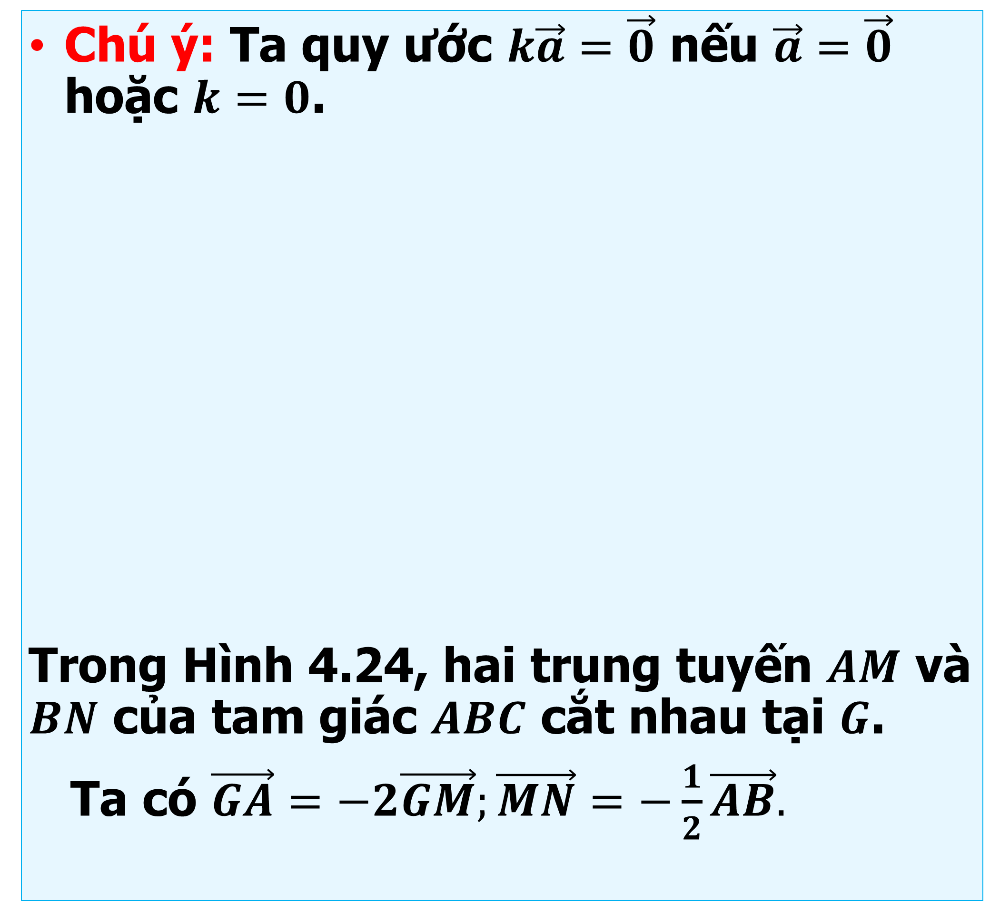 • Chú ý: Ta quy ước $k\overrightarrow{a} = \overrightarrow{0}$ nếu $\overrightarrow{a} = \overrightarrow{0}$
hoặc $k = 0$.
Trong Hình 4.24, hai trung tuyến $AM$ và
$BN$ của tam giác $ABC$ cắt nhau tại $G$.
Ta có $\overrightarrow{GA} = -2\overrightarrow{GM}; \overrightarrow{MN} = -\frac{1}{2}\overrightarrow{AB}$.